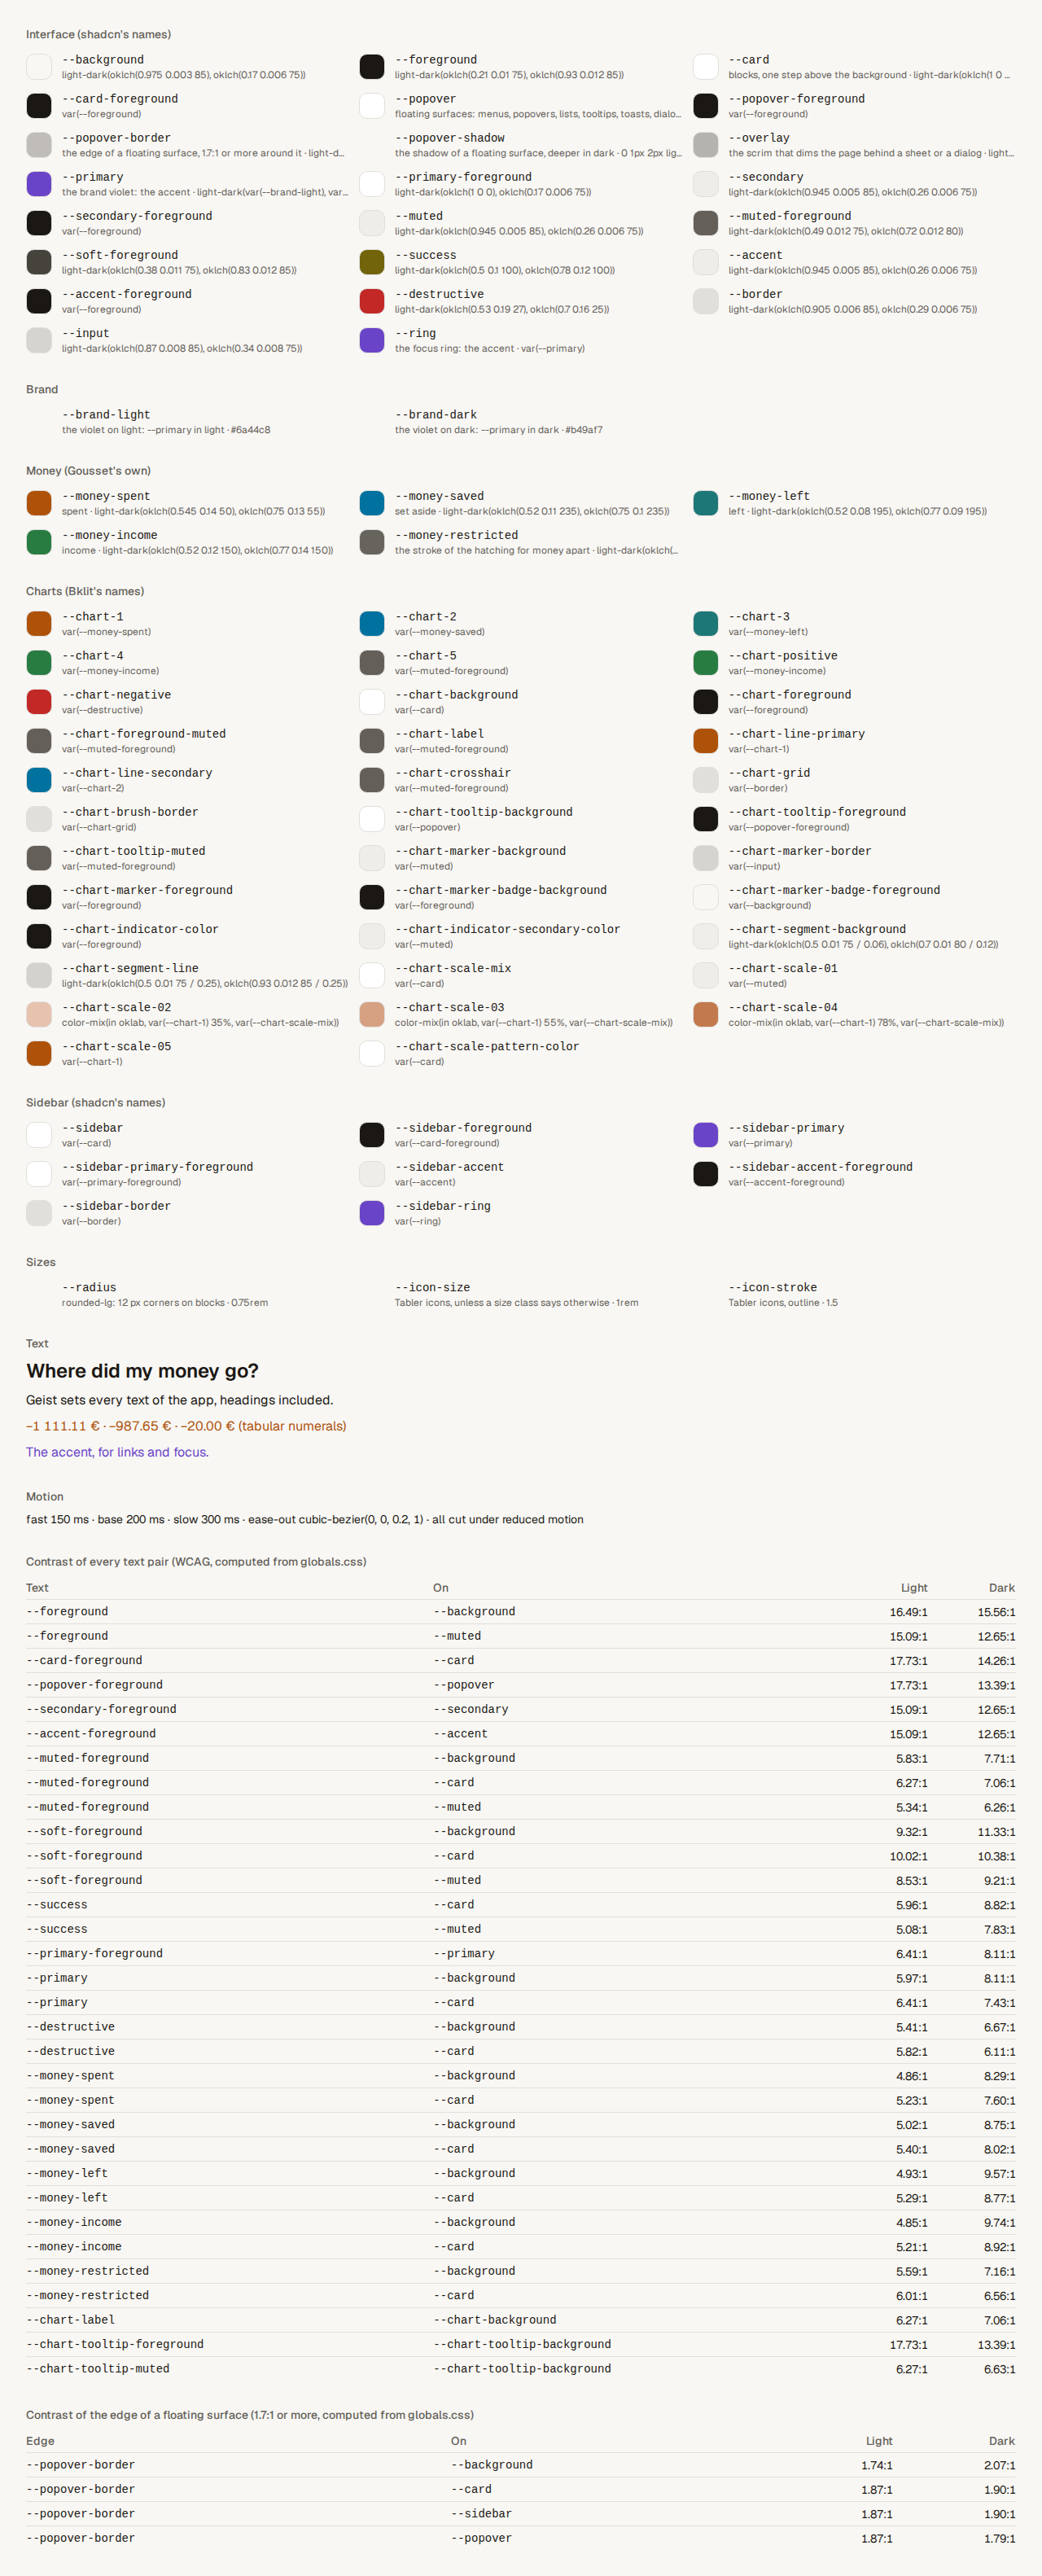 Interface (shadcn's names)
--background
light-dark(oklch(0.975 0.003 85), oklch(0.17 0.006 75))
--foreground
light-dark(oklch(0.21 0.01 75), oklch(0.93 0.012 85))
--card
blocks, one step above the background · light-dark(oklch(1 0 ...
--card-foreground
var(--foreground)
--popover
floating surfaces: menus, popovers, lists, tooltips, toasts, dialo...
--popover-foreground
var(--foreground)
--popover-border
the edge of a floating surface, 1.7:1 or more around it · light-d...
--popover-shadow
the shadow of a floating surface, deeper in dark · 0 1px 2px lig...
--overlay
the scrim that dims the page behind a sheet or a dialog · light...
--primary
the brand violet: the accent · light-dark(var(--brand-light), var...
--primary-foreground
light-dark(oklch(1 0 0), oklch(0.17 0.006 75))
--secondary
light-dark(oklch(0.945 0.005 85), oklch(0.26 0.006 75))
--secondary-foreground
var(--foreground)
--muted
light-dark(oklch(0.945 0.005 85), oklch(0.26 0.006 75))
--muted-foreground
light-dark(oklch(0.49 0.012 75), oklch(0.72 0.012 80))
--soft-foreground
light-dark(oklch(0.38 0.011 75), oklch(0.83 0.012 85))
--success
light-dark(oklch(0.5 0.1 100), oklch(0.78 0.12 100))
--accent
light-dark(oklch(0.945 0.005 85), oklch(0.26 0.006 75))
--accent-foreground
var(--foreground)
--destructive
light-dark(oklch(0.53 0.19 27), oklch(0.7 0.16 25))
--border
light-dark(oklch(0.905 0.006 85), oklch(0.29 0.006 75))
--input
light-dark(oklch(0.87 0.008 85), oklch(0.34 0.008 75))
--ring
the focus ring: the accent · var(--primary)
Brand
--brand-light
the violet on light: --primary in light · #6a44c8
--brand-dark
the violet on dark: --primary in dark · #b49af7
Money (Gousset's own)
--money-spent
spent · light-dark(oklch(0.545 0.14 50), oklch(0.75 0.13 55))
--money-saved
set aside · light-dark(oklch(0.52 0.11 235), oklch(0.75 0.1 235))
--money-left
left · light-dark(oklch(0.52 0.08 195), oklch(0.77 0.09 195))
--money-income
income · light-dark(oklch(0.52 0.12 150), oklch(0.77 0.14 150))
--money-restricted
the stroke of the hatching for money apart · light-dark(oklch(...
Charts (Bklit's names)
--chart-1
var(--money-spent)
--chart-2
var(--money-saved)
--chart-3
var(--money-left)
--chart-4
var(--money-income)
--chart-5
var(--muted-foreground)
--chart-positive
var(--money-income)
--chart-negative
var(--destructive)
--chart-background
var(--card)
--chart-foreground
var(--foreground)
--chart-foreground-muted
var(--muted-foreground)
--chart-label
var(--muted-foreground)
--chart-line-primary
var(--chart-1)
--chart-line-secondary
var(--chart-2)
--chart-crosshair
var(--muted-foreground)
--chart-grid
var(--border)
--chart-brush-border
var(--chart-grid)
--chart-tooltip-background
var(--popover)
--chart-tooltip-foreground
var(--popover-foreground)
--chart-tooltip-muted
var(--muted-foreground)
--chart-marker-background
var(--muted)
--chart-marker-border
var(--input)
--chart-marker-foreground
var(--foreground)
--chart-marker-badge-background
var(--foreground)
--chart-marker-badge-foreground
var(--background)
--chart-indicator-color
var(--foreground)
--chart-indicator-secondary-color
var(--muted)
--chart-segment-background
light-dark(oklch(0.5 0.01 75 / 0.06), oklch(0.7 0.01 80 / 0.12))
--chart-segment-line
light-dark(oklch(0.5 0.01 75 / 0.25), oklch(0.93 0.012 85 / 0.25))
--chart-scale-mix
var(--card)
--chart-scale-01
var(--muted)
--chart-scale-02
color-mix(in oklab, var(--chart-1) 35%, var(--chart-scale-mix))
--chart-scale-03
color-mix(in oklab, var(--chart-1) 55%, var(--chart-scale-mix))
--chart-scale-04
color-mix(in oklab, var(--chart-1) 78%, var(--chart-scale-mix))
--chart-scale-05
var(--chart-1)
--chart-scale-pattern-color
var(--card)
Sidebar (shadcn's names)
--sidebar
var(--card)
--sidebar-foreground
var(--card-foreground)
--sidebar-primary
var(--primary)
--sidebar-primary-foreground
var(--primary-foreground)
--sidebar-accent
var(--accent)
--sidebar-accent-foreground
var(--accent-foreground)
--sidebar-border
var(--border)
--sidebar-ring
var(--ring)
Sizes
--radius
rounded-lg: 12 px corners on blocks · 0.75rem
--icon-size
Tabler icons, unless a size class says otherwise · 1rem
--icon-stroke
Tabler icons, outline · 1.5
Text
Where did my money go?
Geist sets every text of the app, headings included.
−1 111.11 € · −987.65 € · −20.00 € (tabular numerals)
The accent, for links and focus.
Motion
fast 150 ms · base 200 ms · slow 300 ms · ease-out cubic-bezier(0, 0, 0.2, 1) · all cut under reduced motion
Contrast of every text pair (WCAG, computed from globals.css)
Text On Light Dark
--foreground --background 16.49:1 15.56:1
--foreground --muted 15.09:1 12.65:1
--card-foreground --card 17.73:1 14.26:1
--popover-foreground --popover 17.73:1 13.39:1
--secondary-foreground --secondary 15.09:1 12.65:1
--accent-foreground --accent 15.09:1 12.65:1
--muted-foreground --background 5.83:1 7.71:1
--muted-foreground --card 6.27:1 7.06:1
--muted-foreground --muted 5.34:1 6.26:1
--soft-foreground --background 9.32:1 11.33:1
--soft-foreground --card 10.02:1 10.38:1
--soft-foreground --muted 8.53:1 9.21:1
--success --card 5.96:1 8.82:1
--success --muted 5.08:1 7.83:1
--primary-foreground --primary 6.41:1 8.11:1
--primary --background 5.97:1 8.11:1
--primary --card 6.41:1 7.43:1
--destructive --background 5.41:1 6.67:1
--destructive --card 5.82:1 6.11:1
--money-spent --background 4.86:1 8.29:1
--money-spent --card 5.23:1 7.60:1
--money-saved --background 5.02:1 8.75:1
--money-saved --card 5.40:1 8.02:1
--money-left --background 4.93:1 9.57:1
--money-left --card 5.29:1 8.77:1
--money-income --background 4.85:1 9.74:1
--money-income --card 5.21:1 8.92:1
--money-restricted --background 5.59:1 7.16:1
--money-restricted --card 6.01:1 6.56:1
--chart-label --chart-background 6.27:1 7.06:1
--chart-tooltip-foreground --chart-tooltip-background 17.73:1 13.39:1
--chart-tooltip-muted --chart-tooltip-background 6.27:1 6.63:1
Contrast of the edge of a floating surface (1.7:1 or more, computed from globals.css)
Edge On Light Dark
--popover-border --background 1.74:1 2.07:1
--popover-border --card 1.87:1 1.90:1
--popover-border --sidebar 1.87:1 1.90:1
--popover-border --popover 1.87:1 1.79:1